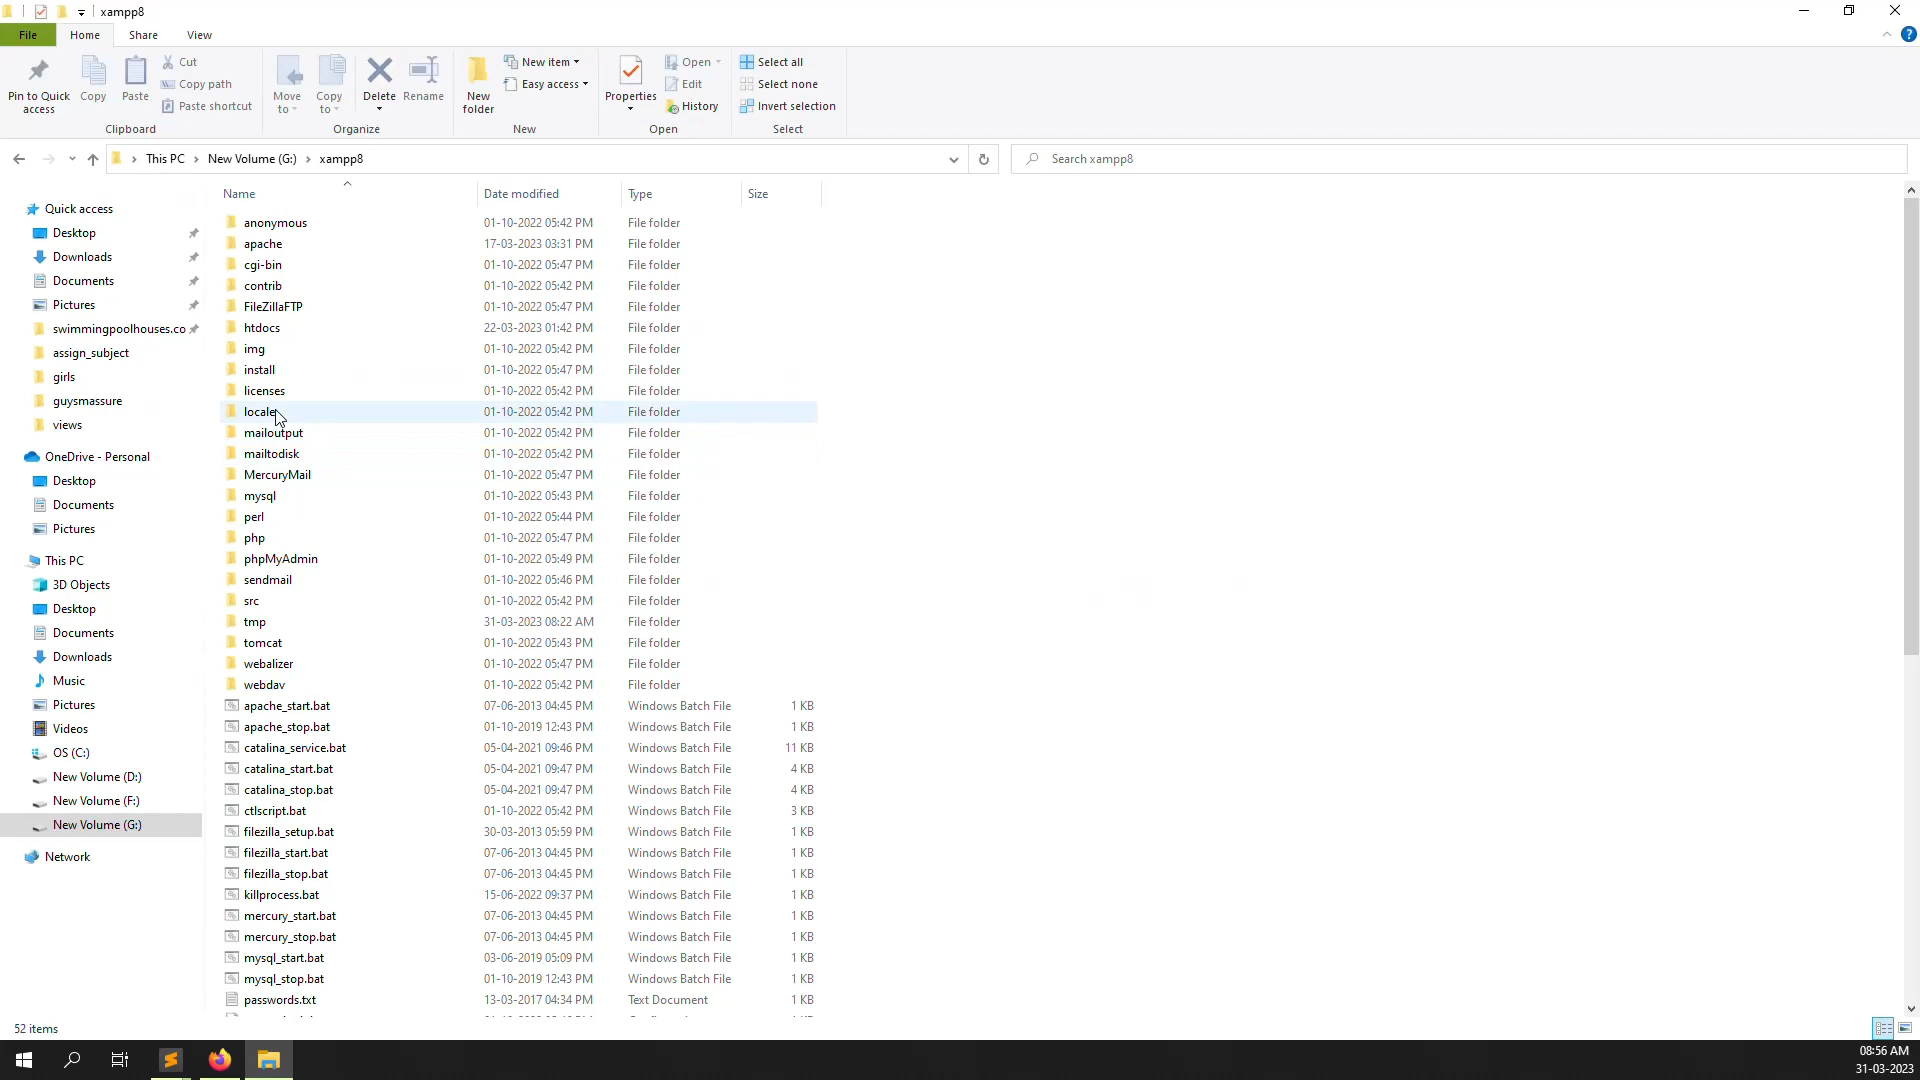 xampp8
File Home Share View
Pin to Quick access
Copy
Paste
Cut
Copy path
Paste shortcut
Clipboard
Move to
Copy to
Delete
Rename
Organize
New folder
New item
Easy access
New
Properties
Open
Edit
History
Open
Select all
Select none
Invert selection
Select
This PC › New Volume (G:) › xampp8
Search xampp8
Quick access
Desktop
Downloads
Documents
Pictures
swimmingpoolhouses.co
assign_subject
girls
guysmassure
views
OneDrive - Personal
Desktop
Documents
Pictures
This PC
3D Objects
Desktop
Documents
Downloads
Music
Pictures
Videos
OS (C:)
New Volume (D:)
New Volume (F:)
New Volume (G:)
Network
Name Date modified Type Size
anonymous 01-10-2022 05:42 PM File folder
apache 17-03-2023 03:31 PM File folder
cgi-bin 01-10-2022 05:47 PM File folder
contrib 01-10-2022 05:42 PM File folder
FileZillaFTP 01-10-2022 05:47 PM File folder
htdocs 22-03-2023 01:42 PM File folder
img 01-10-2022 05:42 PM File folder
install 01-10-2022 05:47 PM File folder
licenses 01-10-2022 05:42 PM File folder
locale 01-10-2022 05:42 PM File folder
mailoutput 01-10-2022 05:42 PM File folder
mailtodisk 01-10-2022 05:42 PM File folder
MercuryMail 01-10-2022 05:47 PM File folder
mysql 01-10-2022 05:43 PM File folder
perl 01-10-2022 05:44 PM File folder
php 01-10-2022 05:47 PM File folder
phpMyAdmin 01-10-2022 05:49 PM File folder
sendmail 01-10-2022 05:46 PM File folder
src 01-10-2022 05:42 PM File folder
tmp 31-03-2023 08:22 AM File folder
tomcat 01-10-2022 05:43 PM File folder
webalizer 01-10-2022 05:47 PM File folder
webdav 01-10-2022 05:42 PM File folder
apache_start.bat 07-06-2013 04:45 PM Windows Batch File 1 KB
apache_stop.bat 01-10-2019 12:43 PM Windows Batch File 1 KB
catalina_service.bat 05-04-2021 09:46 PM Windows Batch File 11 KB
catalina_start.bat 05-04-2021 09:47 PM Windows Batch File 4 KB
catalina_stop.bat 05-04-2021 09:47 PM Windows Batch File 4 KB
ctlscript.bat 01-10-2022 05:42 PM Windows Batch File 3 KB
filezilla_setup.bat 30-03-2013 05:59 PM Windows Batch File 1 KB
filezilla_start.bat 07-06-2013 04:45 PM Windows Batch File 1 KB
filezilla_stop.bat 07-06-2013 04:45 PM Windows Batch File 1 KB
killprocess.bat 15-06-2022 09:37 PM Windows Batch File 1 KB
mercury_start.bat 07-06-2013 04:45 PM Windows Batch File 1 KB
mercury_stop.bat 07-06-2013 04:45 PM Windows Batch File 1 KB
mysql_start.bat 03-06-2019 05:09 PM Windows Batch File 1 KB
mysql_stop.bat 01-10-2019 12:43 PM Windows Batch File 1 KB
passwords.txt 13-03-2017 04:34 PM Text Document 1 KB
52 items
08:56 AM
31-03-2023